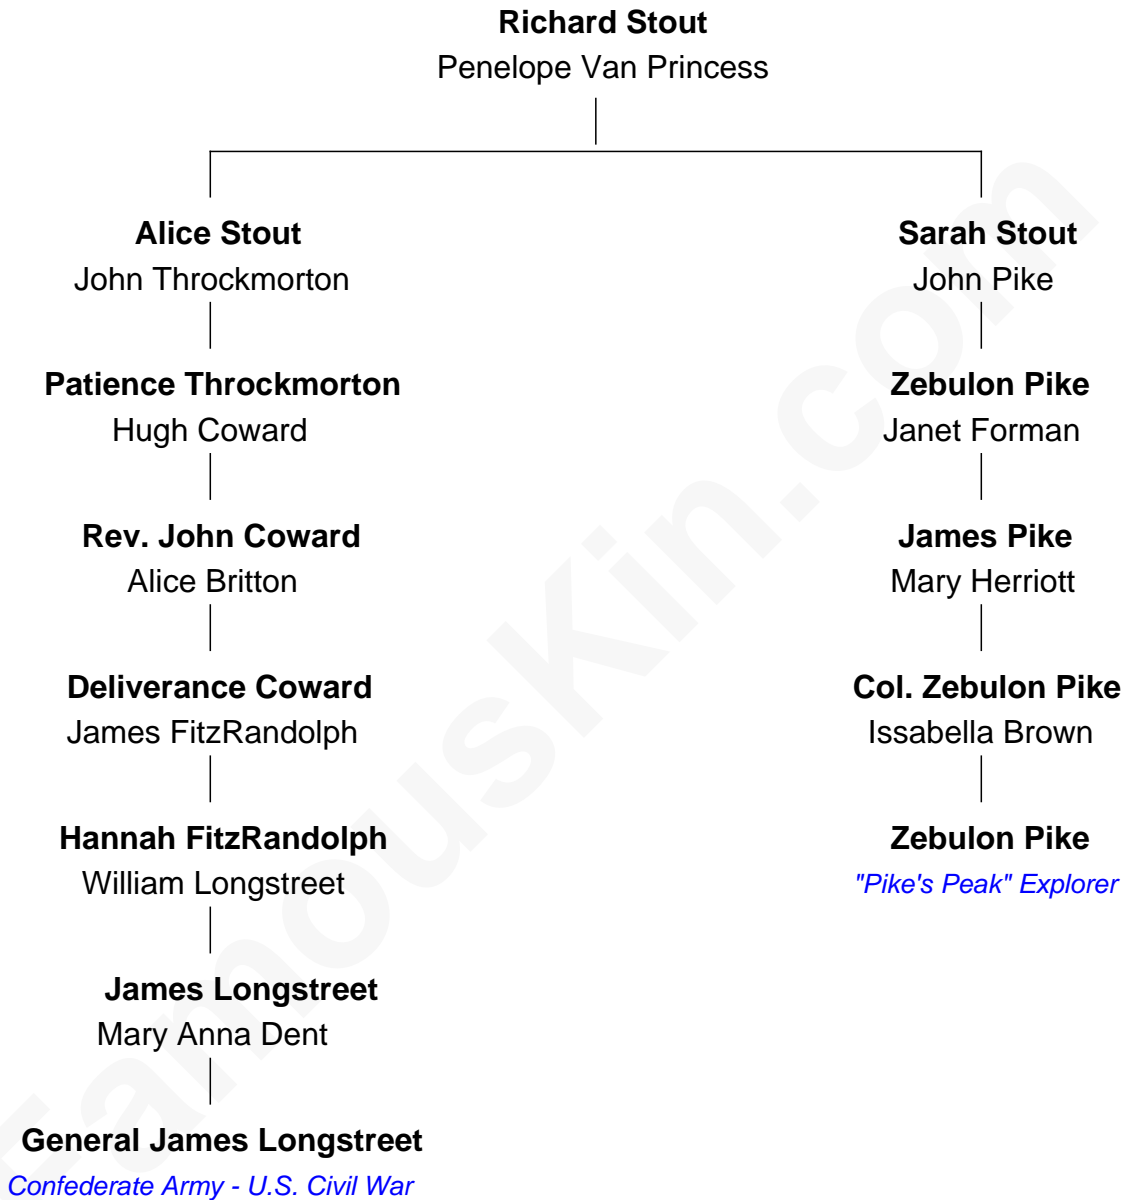 Richard Stout
Penelope Van Princess
Alice Stout
John Throckmorton
Sarah Stout
John Pike
Patience Throckmorton
Hugh Coward
Zebulon Pike
Janet Forman
Rev. John Coward
Alice Britton
James Pike
Mary Herriott
Deliverance Coward
James FitzRandolph
Col. Zebulon Pike
Issabella Brown
Hannah FitzRandolph
William Longstreet
Zebulon Pike
"Pike's Peak" Explorer
James Longstreet
Mary Anna Dent
General James Longstreet
Confederate Army - U.S. Civil War
FamousKin.com